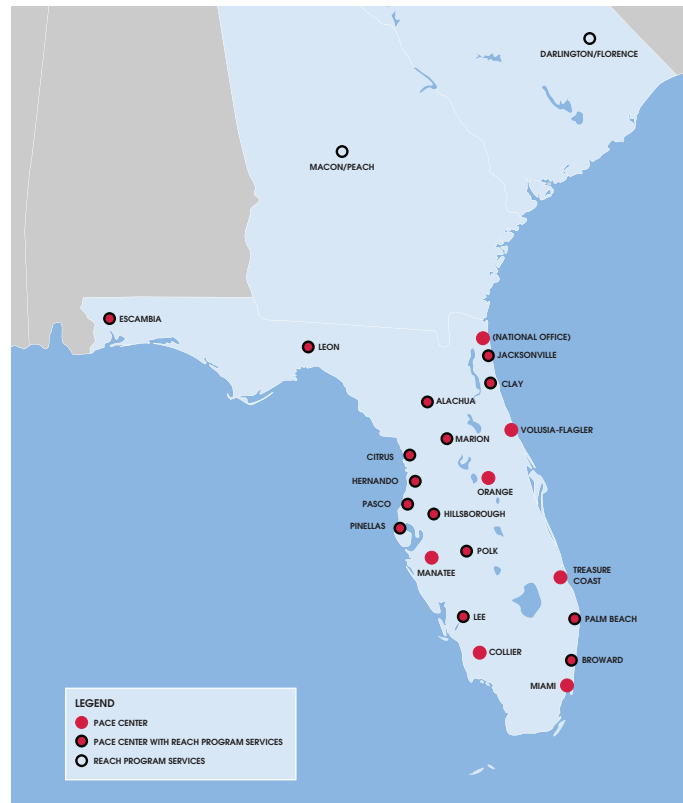 DARLINGTON/FLORENCE
MACON/PEACH
ESCAMBIA
(NATIONAL OFFICE)
LEON
JACKSONVILLE
CLAY
ALACHUA
VOLUSIA-FLAGLER
MARION
CITRUS
HERNANDO
ORANGE
PASCO
HILLSBOROUGH
PINELLAS
POLK
MANATEE
TREASURE
COAST
LEE
PALM BEACH
COLLIER
BROWARD
MIAMI
LEGEND
PACE CENTER
PACE CENTER WITH REACH PROGRAM SERVICES
REACH PROGRAM SERVICES